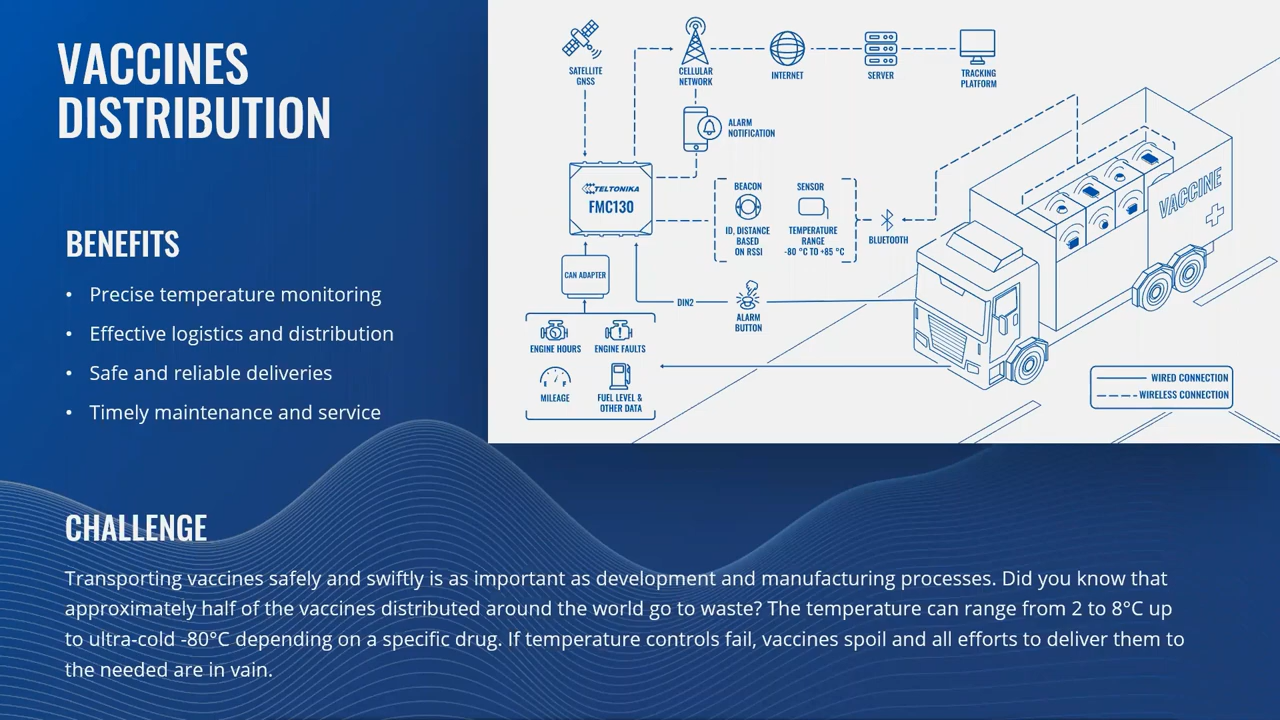 VACCINES
DISTRIBUTION
BENEFITS
• Precise temperature monitoring
• Effective logistics and distribution
• Safe and reliable deliveries
• Timely maintenance and service
SATELLITE
GNSS
CELLULAR
NETWORK
INTERNET
SERVER
TRACKING
PLATFORM
ALARM
NOTIFICATION
TELTONIKA
FMC130
BEACON
ID, DISTANCE
BASED
ON RSSI
SENSOR
TEMPERATURE
RANGE
-80 °C TO +85 °C
BLUETOOTH
VACCINE
CAN ADAPTER
DIN2
ALARM
BUTTON
ENGINE HOURS
ENGINE FAULTS
MILEAGE
E F
FUEL LEVEL &
OTHER DATA
WIRED CONNECTION
WIRELESS CONNECTION
CHALLENGE
Transporting vaccines safely and swiftly is as important as development and manufacturing processes. Did you know that
approximately half of the vaccines distributed around the world go to waste? The temperature can range from 2 to 8°C up
to ultra-cold -80°C depending on a specific drug. If temperature controls fail, vaccines spoil and all efforts to deliver them to
the needed are in vain.